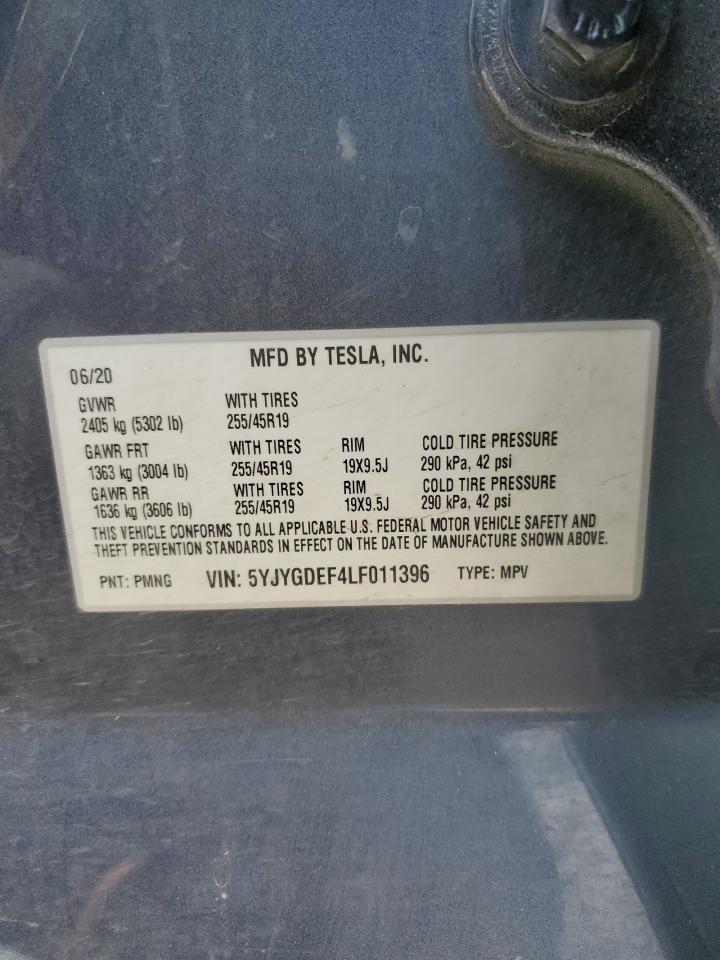 MFD BY TESLA, INC.
06/20
GVWR WITH TIRES
2405 kg (5302 lb) 255/45R19
GAWR FRT WITH TIRES RIM COLD TIRE PRESSURE
1363 kg (3004 lb) 255/45R19 19X9.5J 290 kPa, 42 psi
GAWR RR WITH TIRES RIM COLD TIRE PRESSURE
1636 kg (3606 lb) 255/45R19 19X9.5J 290 kPa, 42 psi
THIS VEHICLE CONFORMS TO ALL APPLICABLE U.S. FEDERAL MOTOR VEHICLE SAFETY AND
THEFT PREVENTION STANDARDS IN EFFECT ON THE DATE OF MANUFACTURE SHOWN ABOVE.
PNT: PMNG VIN: 5YJYGDEF4LF011396 TYPE: MPV